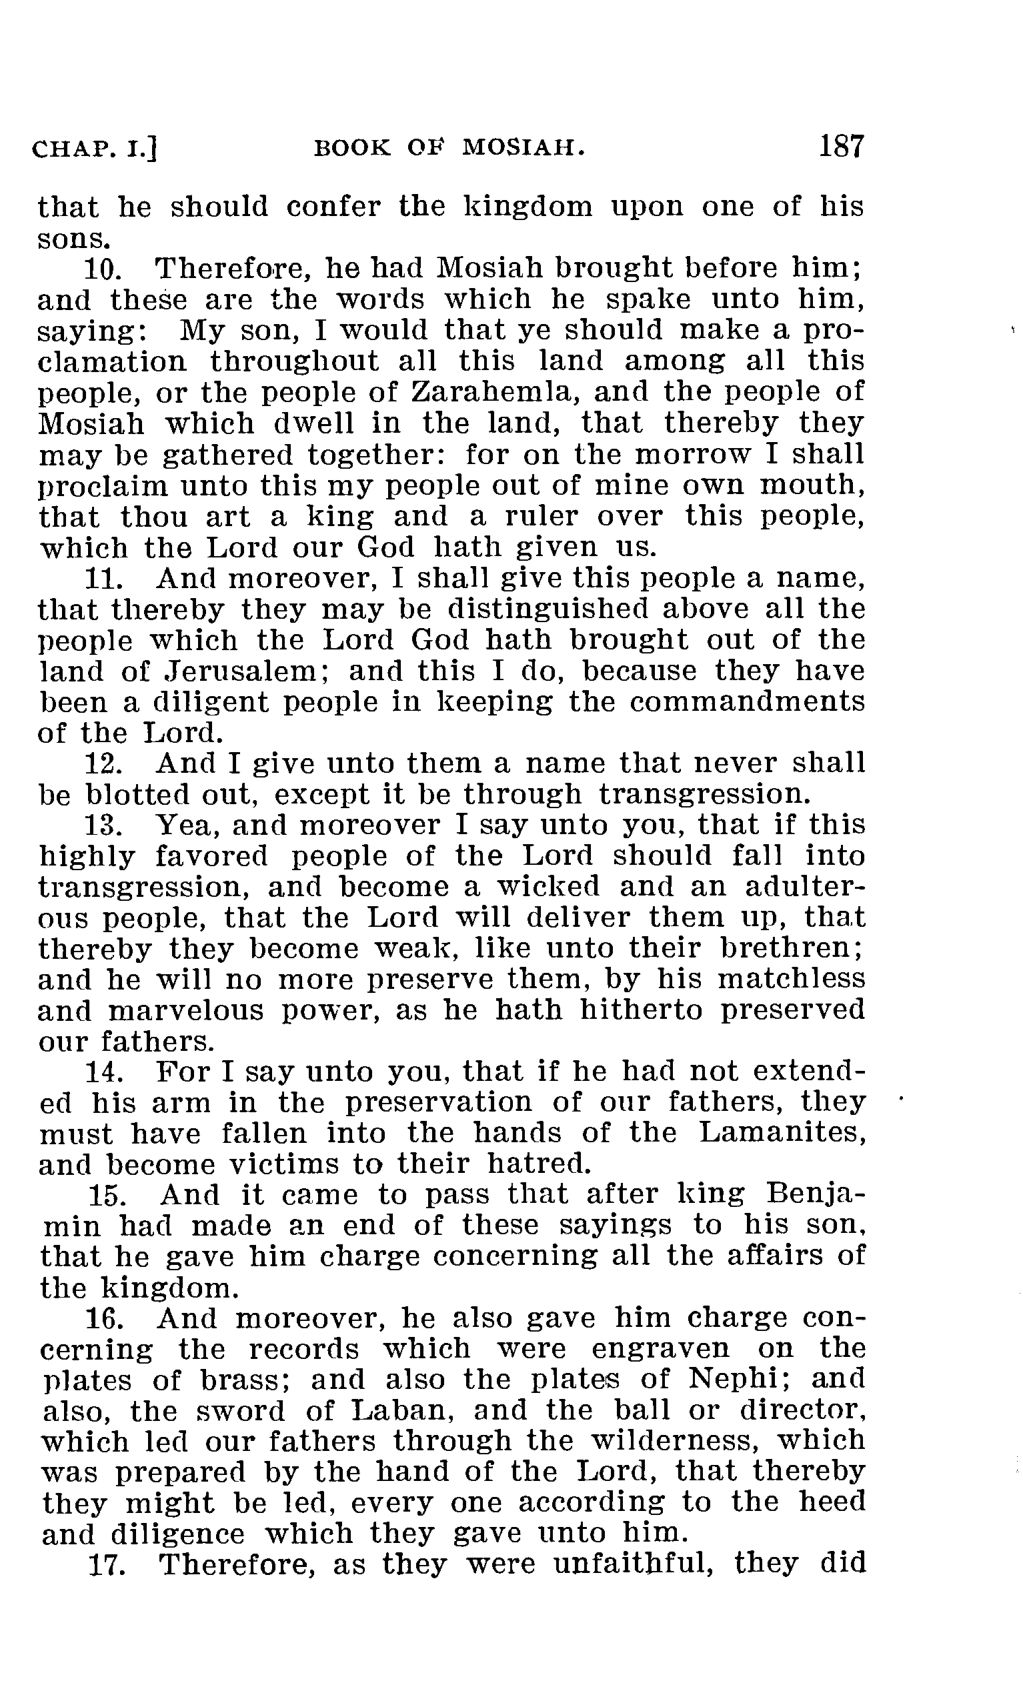 CHAP. I.] BOOK OF MOSIAH. 187
that he should confer the kingdom upon one of his
sons.
10. Therefore, he had Mosiah brought before him;
and these are the words which he spake unto him,
saying: My son, I would that ye should make a pro-
clamation throughout all this land among all this
people, or the people of Zarahemla, and the people of
Mosiah which dwell in the land, that thereby they
may be gathered together: for on the morrow I shall
proclaim unto this my people out of mine own mouth,
that thou art a king and a ruler over this people,
which the Lord our God hath given us.
11. And moreover, I shall give this people a name,
that thereby they may be distinguished above all the
people which the Lord God hath brought out of the
land of Jerusalem; and this I do, because they have
been a diligent people in keeping the commandments
of the Lord.
12. And I give unto them a name that never shall
be blotted out, except it be through transgression.
13. Yea, and moreover I say unto you, that if this
highly favored people of the Lord should fall into
transgression, and become a wicked and an adulter-
ous people, that the Lord will deliver them up, that
thereby they become weak, like unto their brethren;
and he will no more preserve them, by his matchless
and marvelous power, as he hath hitherto preserved
our fathers.
14. For I say unto you, that if he had not extend-
ed his arm in the preservation of our fathers, they
must have fallen into the hands of the Lamanites,
and become victims to their hatred.
15. And it came to pass that after king Benja-
min had made an end of these sayings to his son,
that he gave him charge concerning all the affairs of
the kingdom.
16. And moreover, he also gave him charge con-
cerning the records which were engraven on the
plates of brass; and also the plates of Nephi; and
also, the sword of Laban, and the ball or director,
which led our fathers through the wilderness, which
was prepared by the hand of the Lord, that thereby
they might be led, every one according to the heed
and diligence which they gave unto him.
17. Therefore, as they were unfaithful, they did